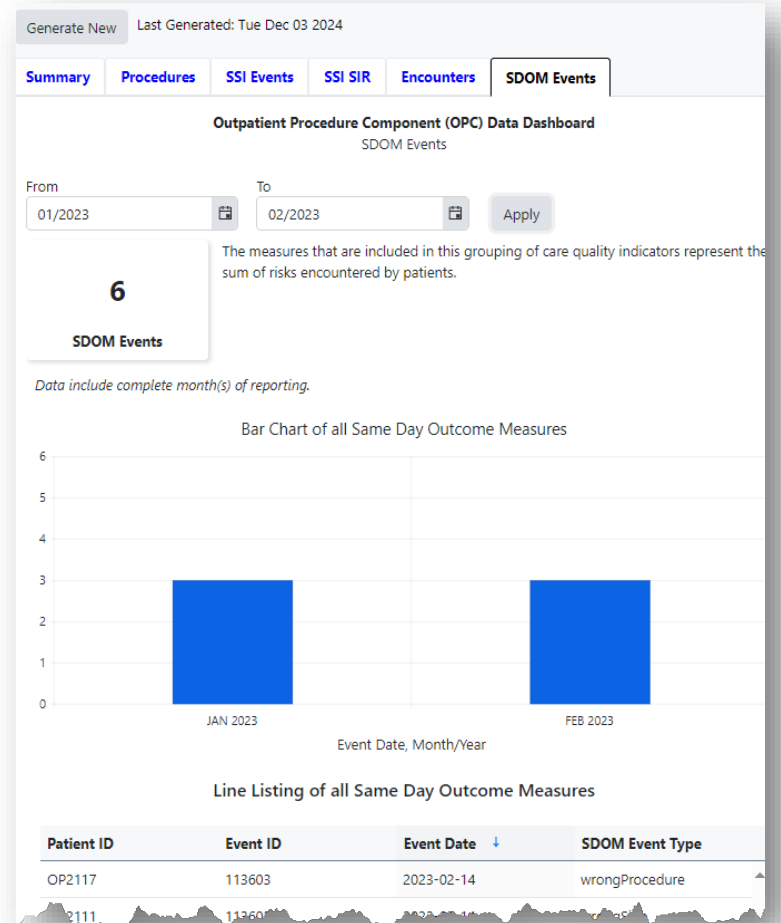 Generate New Last Generated: Tue Dec 03 2024
Summary Procedures SSI Events SSI SIR Encounters SDOM Events
Outpatient Procedure Component (OPC) Data Dashboard
SDOM Events
From To
01/2023 02/2023 Apply
The measures that are included in this grouping of care quality indicators represent the
sum of risks encountered by patients.
6
SDOM Events
Data include complete month(s) of reporting.
Bar Chart of all Same Day Outcome Measures
6
5
4
3
2
1
0
JAN 2023 FEB 2023
Event Date, Month/Year
Line Listing of all Same Day Outcome Measures
Patient ID Event ID Event Date ↓ SDOM Event Type
OP2117 113603 2023-02-14 wrongProcedure